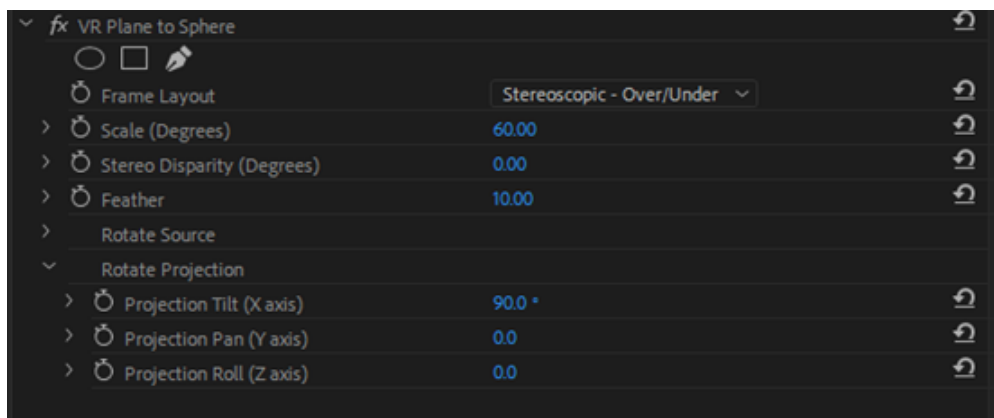 fx VR Plane to Sphere
Frame Layout Stereoscopic - Over/Under
Scale (Degrees) 60.00
Stereo Disparity (Degrees) 0.00
Feather 10.00
Rotate Source
Rotate Projection
Projection Tilt (X axis) 90.0 °
Projection Pan (Y axis) 0.0
Projection Roll (Z axis) 0.0